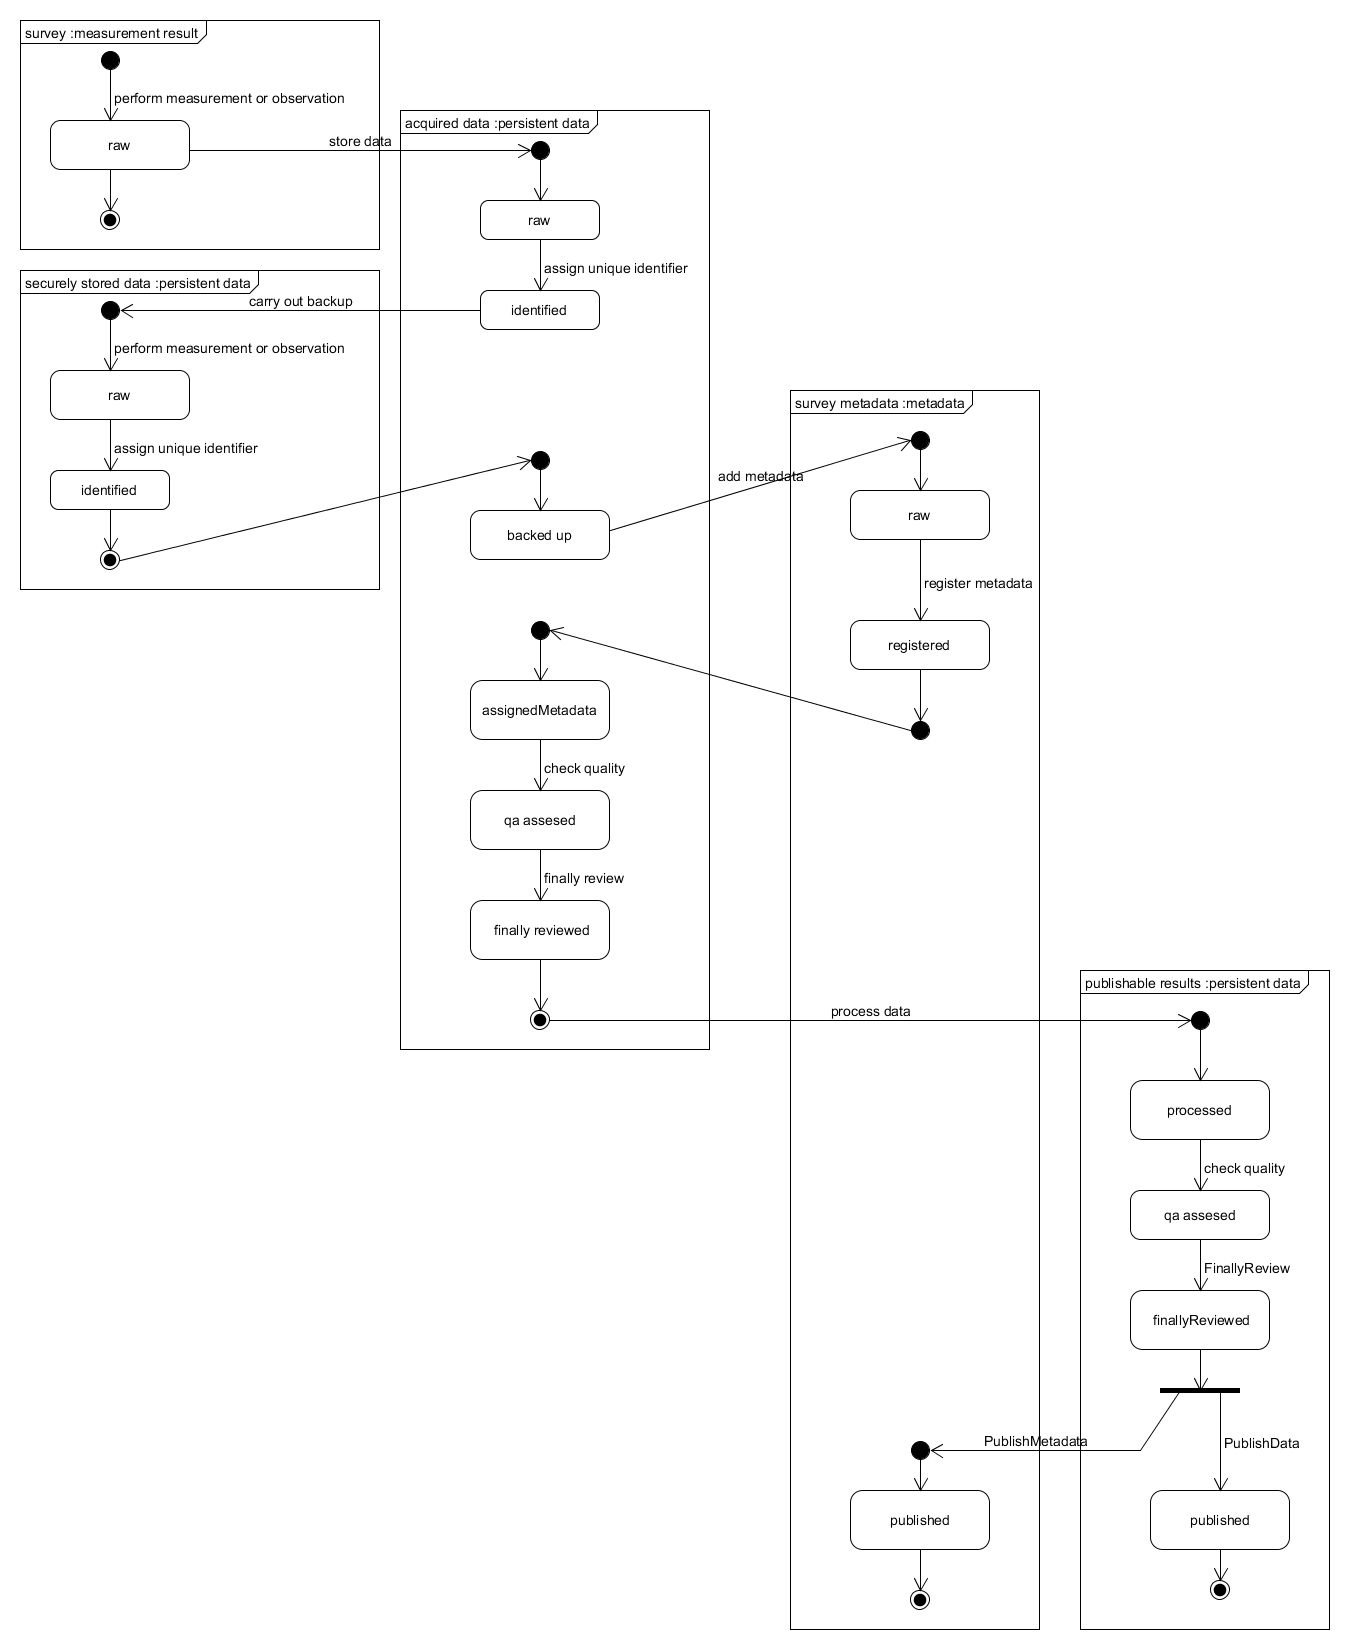 survey :measurement result
perform measurement or observation
raw
store data
acquired data :persistent data
raw
assign unique identifier
identified
carry out backup
securely stored data :persistent data
perform measurement or observation
raw
assign unique identifier
identified
backed up
add metadata
survey metadata :metadata
raw
register metadata
registered
assignedMetadata
check quality
qa assesed
finally review
finally reviewed
process data
publishable results :persistent data
processed
check quality
qa assesed
FinallyReview
finallyReviewed
PublishMetadata
PublishData
published
published